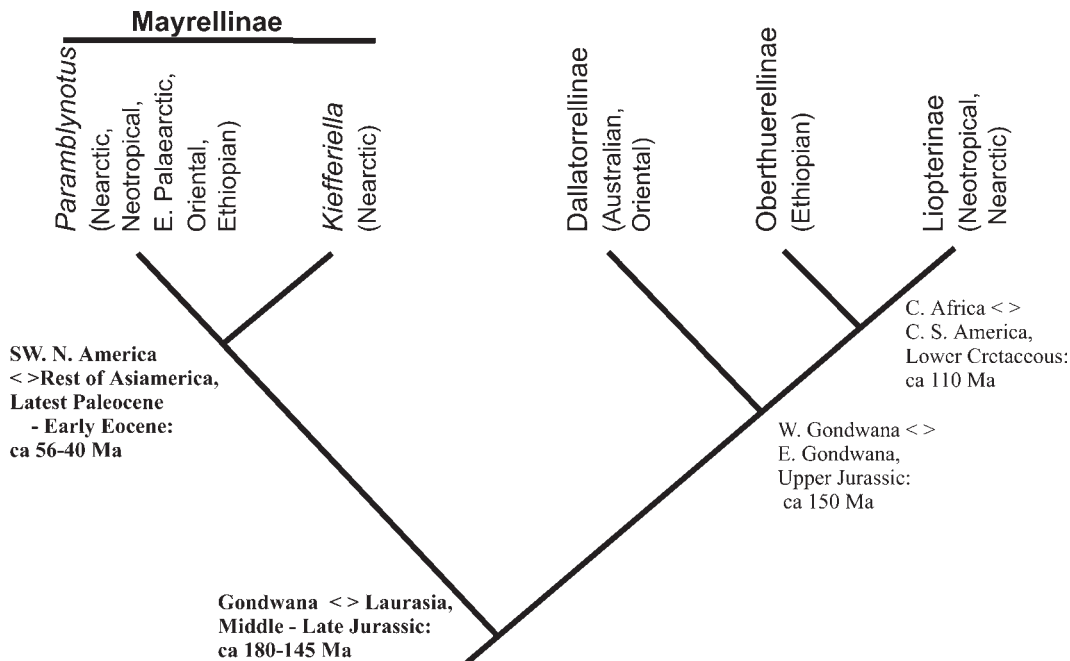 Mayrellinae
Paramblynotus
(Nearctic,
Neotropical,
E. Palaearctic,
Oriental,
Ethiopian)
Kiefferiella
(Nearctic)
Dallatorrellinae
(Australian,
Oriental)
Oberthuerellinae
(Ethiopian)
Liopterinae
(Neotropical,
Nearctic)
C. Africa < >
C. S. America,
Lower Cretaceous:
ca 110 Ma
SW. N. America
< >Rest of Asiamerica,
Latest Paleocene
- Early Eocene:
ca 56-40 Ma
W. Gondwana < >
E. Gondwana,
Upper Jurassic:
ca 150 Ma
Gondwana < > Laurasia,
Middle - Late Jurassic:
ca 180-145 Ma